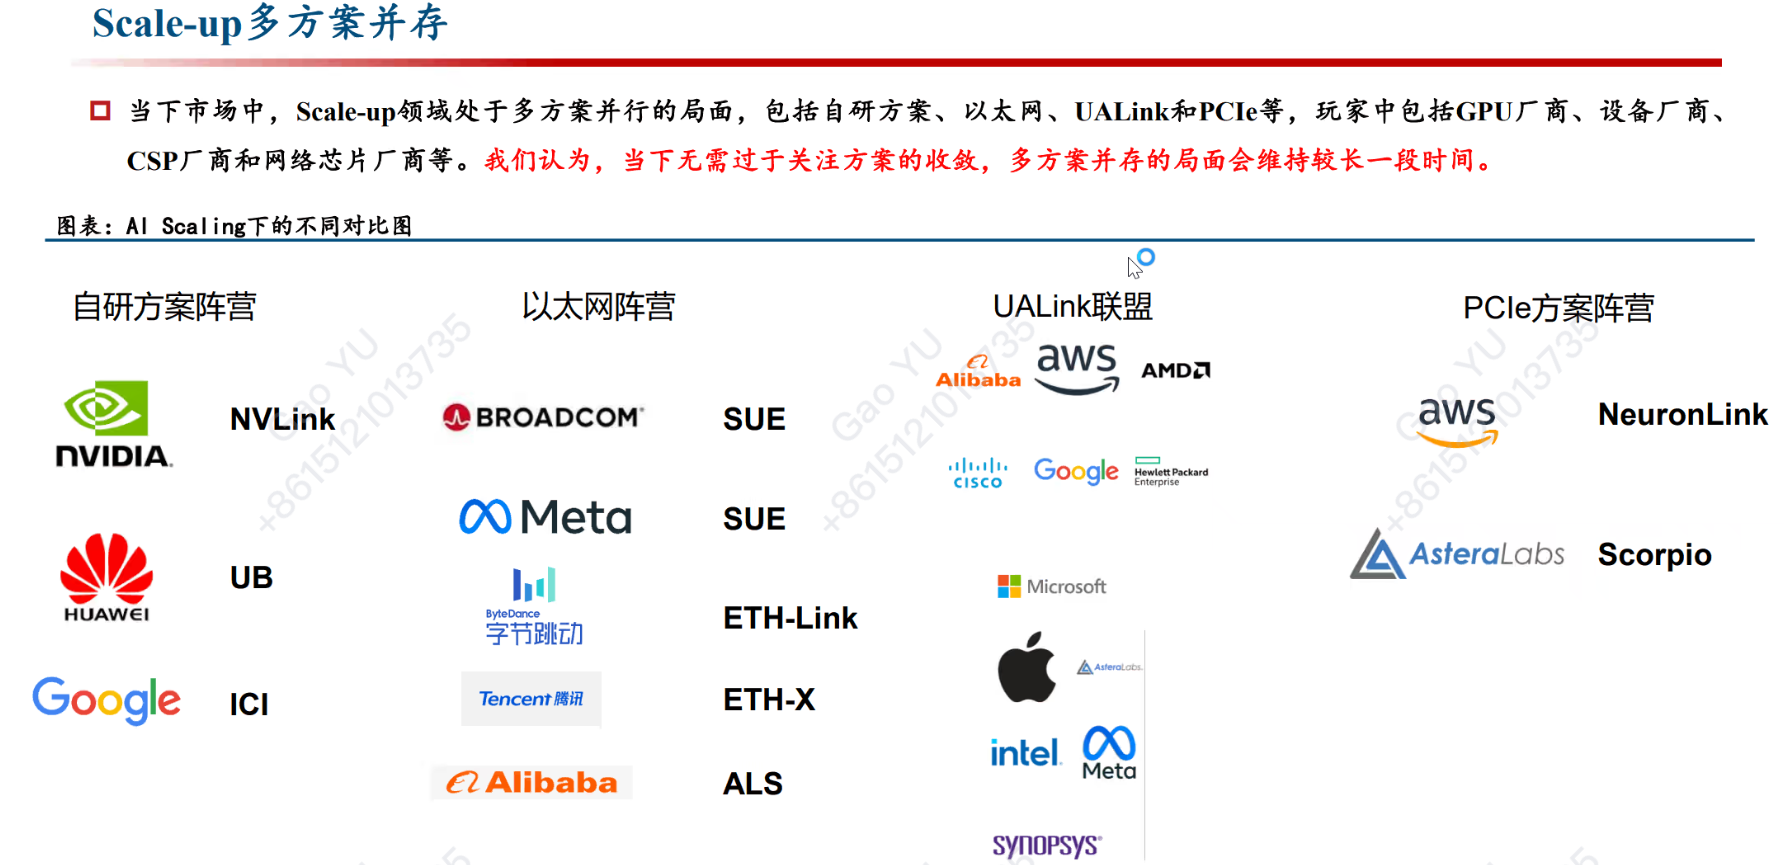 Scale-up多方案并存
当下市场中，Scale-up领域处于多方案并行的局面，包括自研方案、以太网、UALink和PCIe等，玩家中包括GPU厂商、设备厂商、
CSP厂商和网络芯片厂商等。我们认为，当下无需过于关注方案的收敛，多方案并存的局面会维持较长一段时间。
图表：AI Scaling下的不同对比图
自研方案阵营
NVIDIA.
NVLink
HUAWEI
UB
Google
ICI
以太网阵营
BROADCOM
SUE
Meta
SUE
ByteDance
字节跳动
ETH-Link
Tencent 腾讯
ETH-X
Alibaba
ALS
UALink联盟
Alibaba
aws
AMD
CISCO
Google
Hewlett Packard
Enterprise
Microsoft
AsteraLabs.
intel.
Meta
SYNOPSYS®
PCIe方案阵营
aws
NeuronLink
AsteraLabs
Scorpio
Gao YU
+8615121013735
Gao YU
+8615121013735
Gao YU
+8615121013735